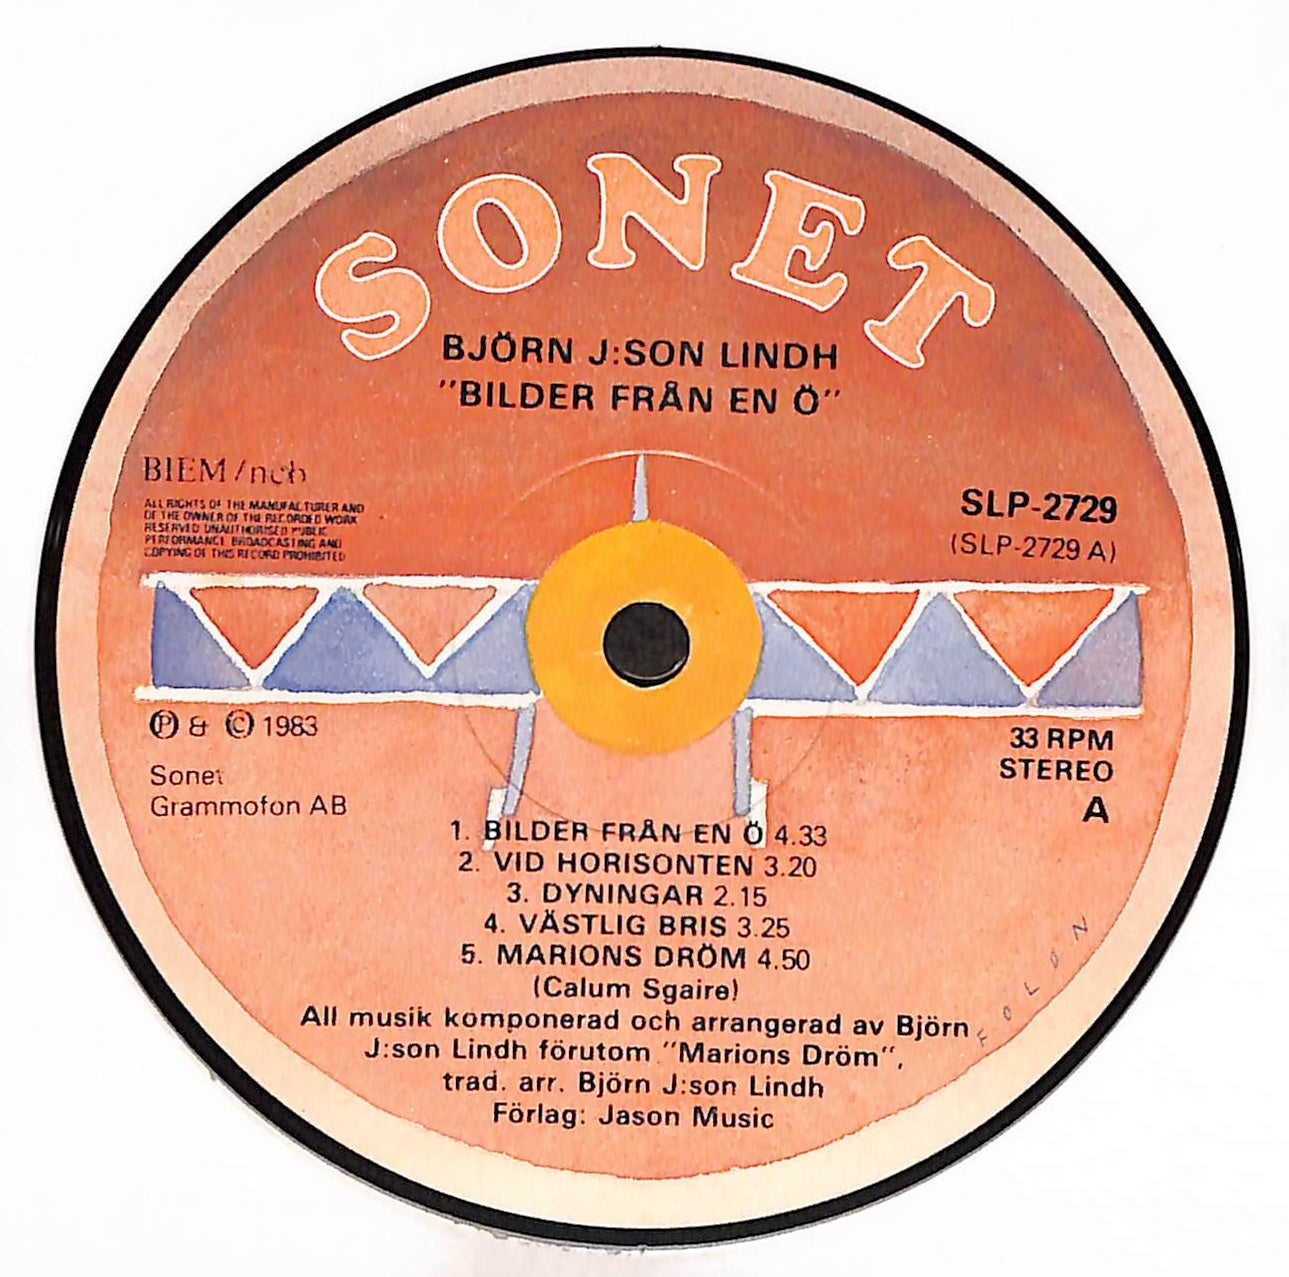 SONET
BJÖRN J:SON LINDH
"BILDER FRÅN EN Ö"
BIEM/ncb
ALL RIGHTS OF THE MANUFACTURER AND
OF THE OWNER OF THE RECORDED WORK
RESERVED UNAUTHORISED PUBLIC
PERFORMANCE BROADCASTING AND
COPYING OF THIS RECORD PROHIBITED
SLP-2729
(SLP-2729 A)
Ⓟ & © 1983
Sonet
Grammofon AB
33 RPM
STEREO
A
1. BILDER FRÅN EN Ö 4.33
2. VID HORISONTEN 3.20
3. DYNINGAR 2.15
4. VÄSTLIG BRIS 3.25
5. MARIONS DRÖM 4.50
(Calum Sgaire)
All musik komponerad och arrangerad av Björn
J:son Lindh förutom "Marions Dröm",
trad. arr. Björn J:son Lindh
Förlag: Jason Music
FOLON